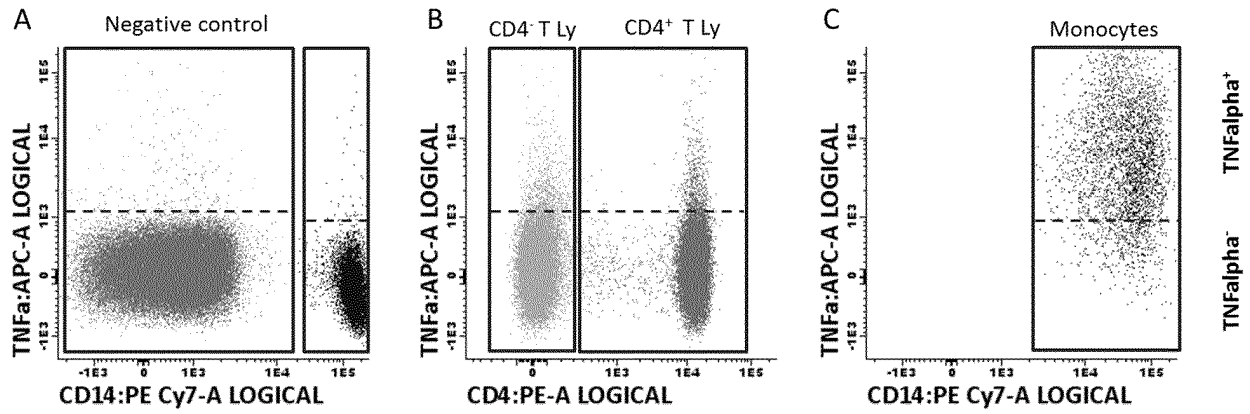 A
Negative control
TNFa:APC-A LOGICAL
1E5
1E4
1E3
0
-1E3
-1E3 0 1E3 1E4 1E5
CD14:PE Cy7-A LOGICAL
B
CD4- T Ly CD4+ T Ly
TNFa:APC-A LOGICAL
1E5
1E4
1E3
0
-1E3
0 1E3 1E4 1E5
CD4:PE-A LOGICAL
C
Monocytes
TNFa:APC-A LOGICAL
1E5
1E4
1E3
0
-1E3
-1E3 0 1E3 1E4 1E5
CD14:PE Cy7-A LOGICAL
TNFalpha+
TNFalpha-